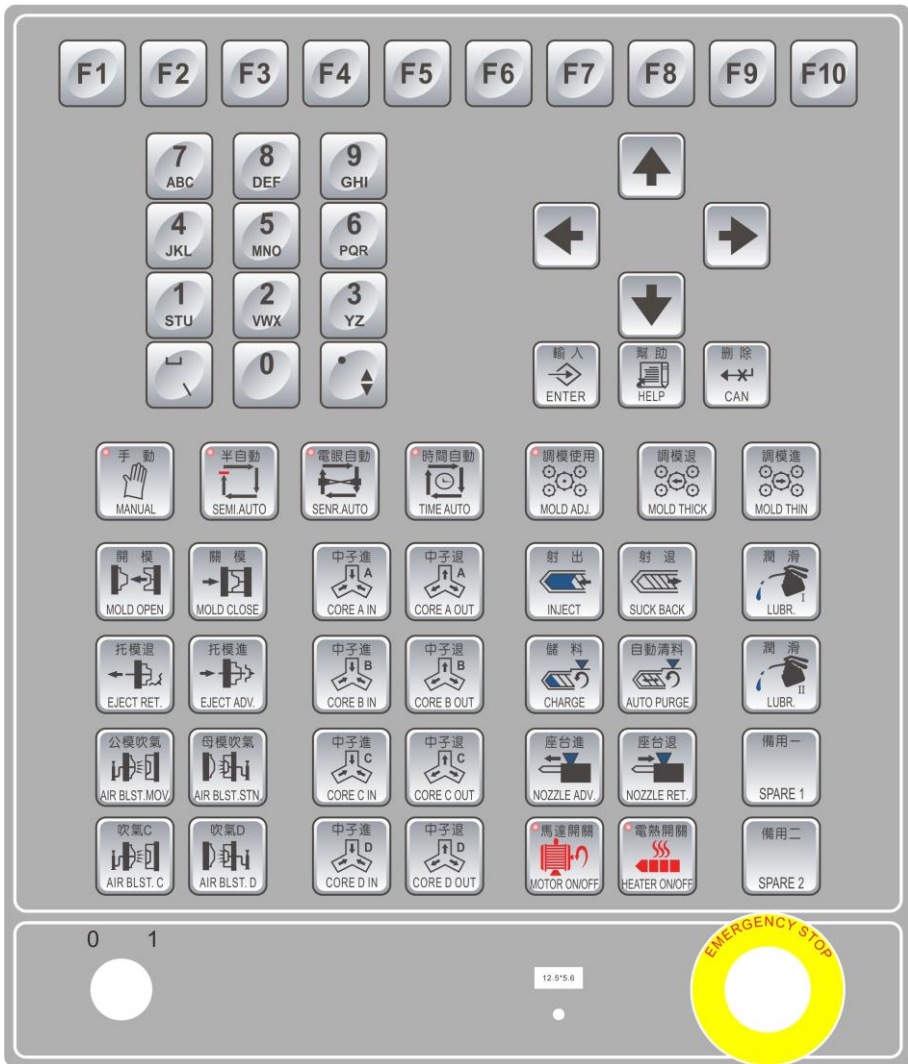 F1 F2 F3 F4 F5 F6 F7 F8 F9 F10
7 8 9
ABC DEF GHI
4 5 6
JKL MNO PQR
1 2 3
STU VWX YZ
0
輸入 幫助 刪除
ENTER HELP CAN
手動 半自動 電眼自動 時間自動 調模使用 調模退 調模進
MANUAL SEMI.AUTO SENR.AUTO TIME AUTO MOLD ADJ. MOLD THICK MOLD THIN
開模 關模 中子進 中子退 射出 射退 潤滑
A A I
MOLD OPEN MOLD CLOSE CORE A IN CORE A OUT INJECT SUCK BACK LUBR.
托模退 托模進 中子進 中子退 儲料 自動清料 潤滑
B B II
EJECT RET. EJECT ADV. CORE B IN CORE B OUT CHARGE AUTO PURGE LUBR.
公模吹氣 母模吹氣 中子進 中子退 座台進 座台退 備用一
C C
AIR BLST.MOV. AIR BLST.STN. CORE C IN CORE C OUT NOZZLE ADV. NOZZLE RET. SPARE 1
吹氣C 吹氣D 中子進 中子退 馬達開關 電熱開關 備用二
D D
AIR BLST. C AIR BLST. D CORE D IN CORE D OUT MOTOR ON/OFF HEATER ON/OFF SPARE 2
0 1
12.5*5.6
EMERGENCY STOP